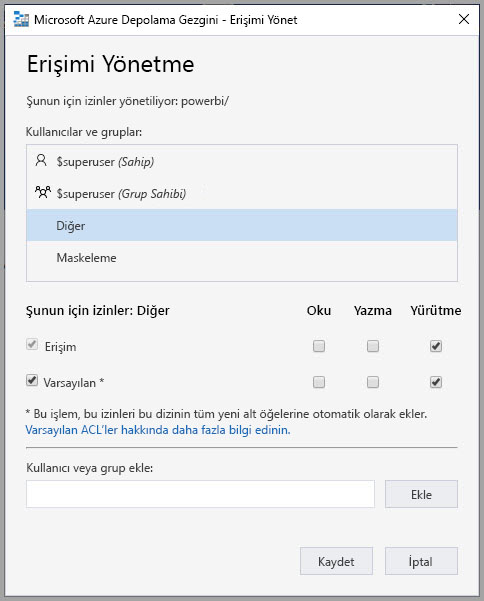 Microsoft Azure Depolama Gezgini - Erişimi Yönet
Erişimi Yönetme
Şunun için izinler yönetiliyor: powerbi/
Kullanıcılar ve gruplar:
$superuser (Sahip)
$superuser (Grup Sahibi)
Diğer
Maskeleme
Şunun için izinler: Diğer Oku Yazma Yürütme
Erişim
Varsayılan *
* Bu işlem, bu izinleri bu dizinin tüm yeni alt öğelerine otomatik olarak ekler.
Varsayılan ACL'ler hakkında daha fazla bilgi edinin.
Kullanıcı veya grup ekle:
Ekle
Kaydet İptal